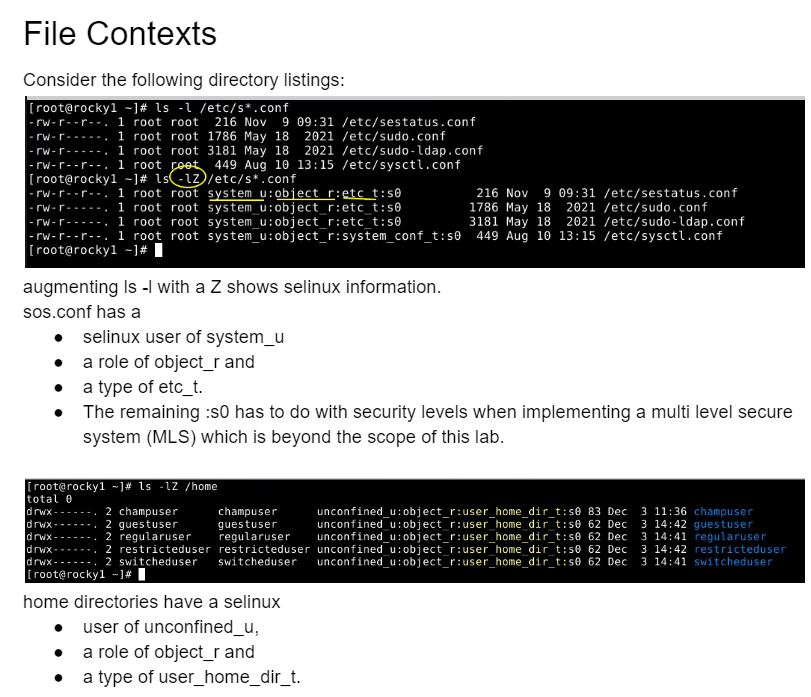 File Contexts
Consider the following directory listings:
[root@rocky1 ~]# ls -l /etc/s*.conf
-rw-r--r--. 1 root root  216 Nov  9 09:31 /etc/sestatus.conf
-rw-r-----. 1 root root 1786 May 18  2021 /etc/sudo.conf
-rw-r-----. 1 root root 3181 May 18  2021 /etc/sudo-ldap.conf
-rw-r--r--. 1 root root  449 Aug 10 13:15 /etc/sysctl.conf
[root@rocky1 ~]# ls -lZ /etc/s*.conf
-rw-r--r--. 1 root root system_u:object_r:etc_t:s0          216 Nov  9 09:31 /etc/sestatus.conf
-rw-r-----. 1 root root system_u:object_r:etc_t:s0         1786 May 18  2021 /etc/sudo.conf
-rw-r-----. 1 root root system_u:object_r:etc_t:s0         3181 May 18  2021 /etc/sudo-ldap.conf
-rw-r--r--. 1 root root system_u:object_r:system_conf_t:s0  449 Aug 10 13:15 /etc/sysctl.conf
[root@rocky1 ~]#
augmenting ls -l with a Z shows selinux information.
sos.conf has a
● selinux user of system_u
● a role of object_r and
● a type of etc_t.
● The remaining :s0 has to do with security levels when implementing a multi level secure
system (MLS) which is beyond the scope of this lab.
[root@rocky1 ~]# ls -lZ /home
total 0
drwx------. 2 champuser      champuser      unconfined_u:object_r:user_home_dir_t:s0 83 Dec  3 11:36 champuser
drwx------. 2 guestuser      guestuser      unconfined_u:object_r:user_home_dir_t:s0 62 Dec  3 14:42 guestuser
drwx------. 2 regularuser    regularuser    unconfined_u:object_r:user_home_dir_t:s0 62 Dec  3 14:41 regularuser
drwx------. 2 restricteduser restricteduser unconfined_u:object_r:user_home_dir_t:s0 62 Dec  3 14:42 restricteduser
drwx------. 2 switcheduser   switcheduser   unconfined_u:object_r:user_home_dir_t:s0 62 Dec  3 14:41 switcheduser
[root@rocky1 ~]#
home directories have a selinux
● user of unconfined_u,
● a role of object_r and
● a type of user_home_dir_t.